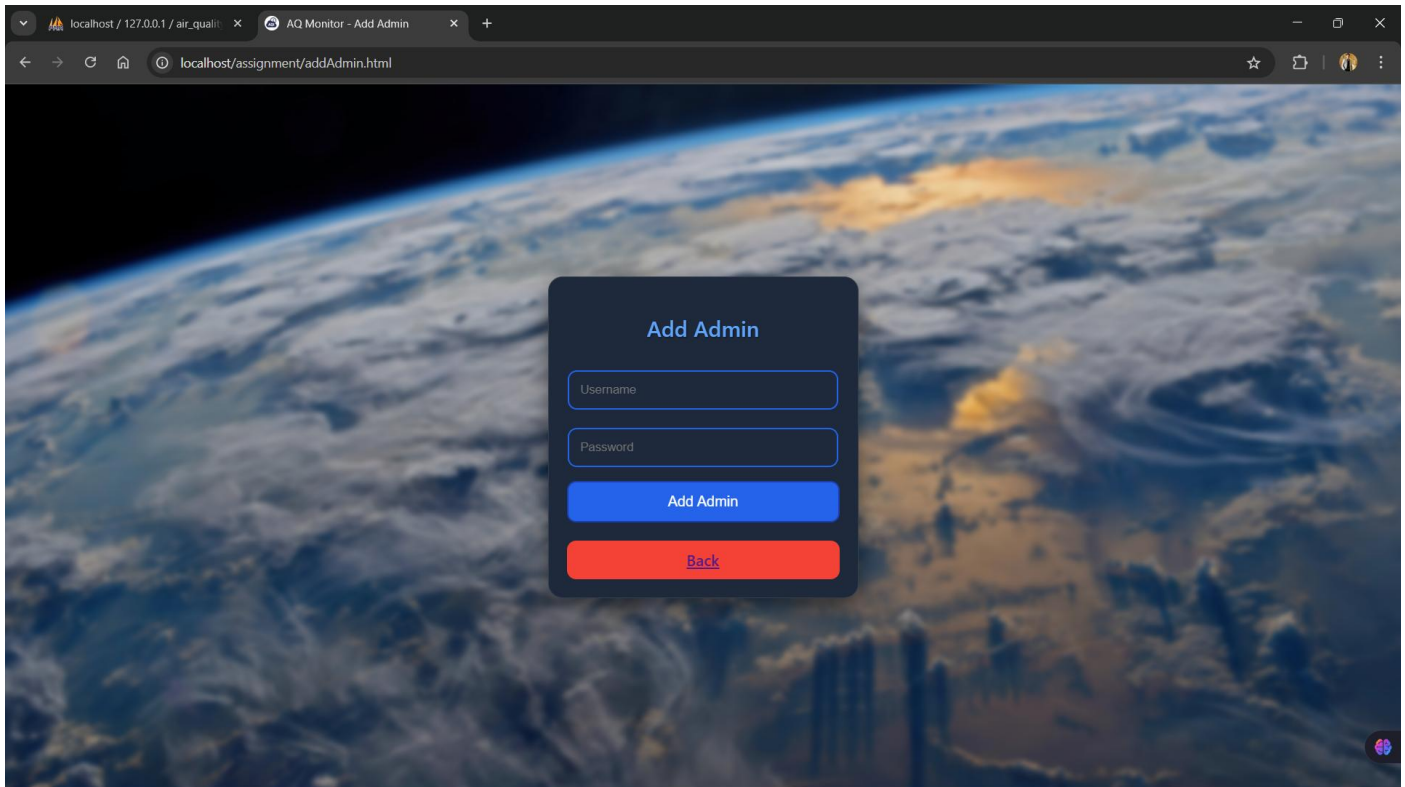 localhost / 127.0.0.1 / air_qualit
AQ Monitor - Add Admin
localhost/assignment/addAdmin.html
Add Admin
Username
Password
Add Admin
Back